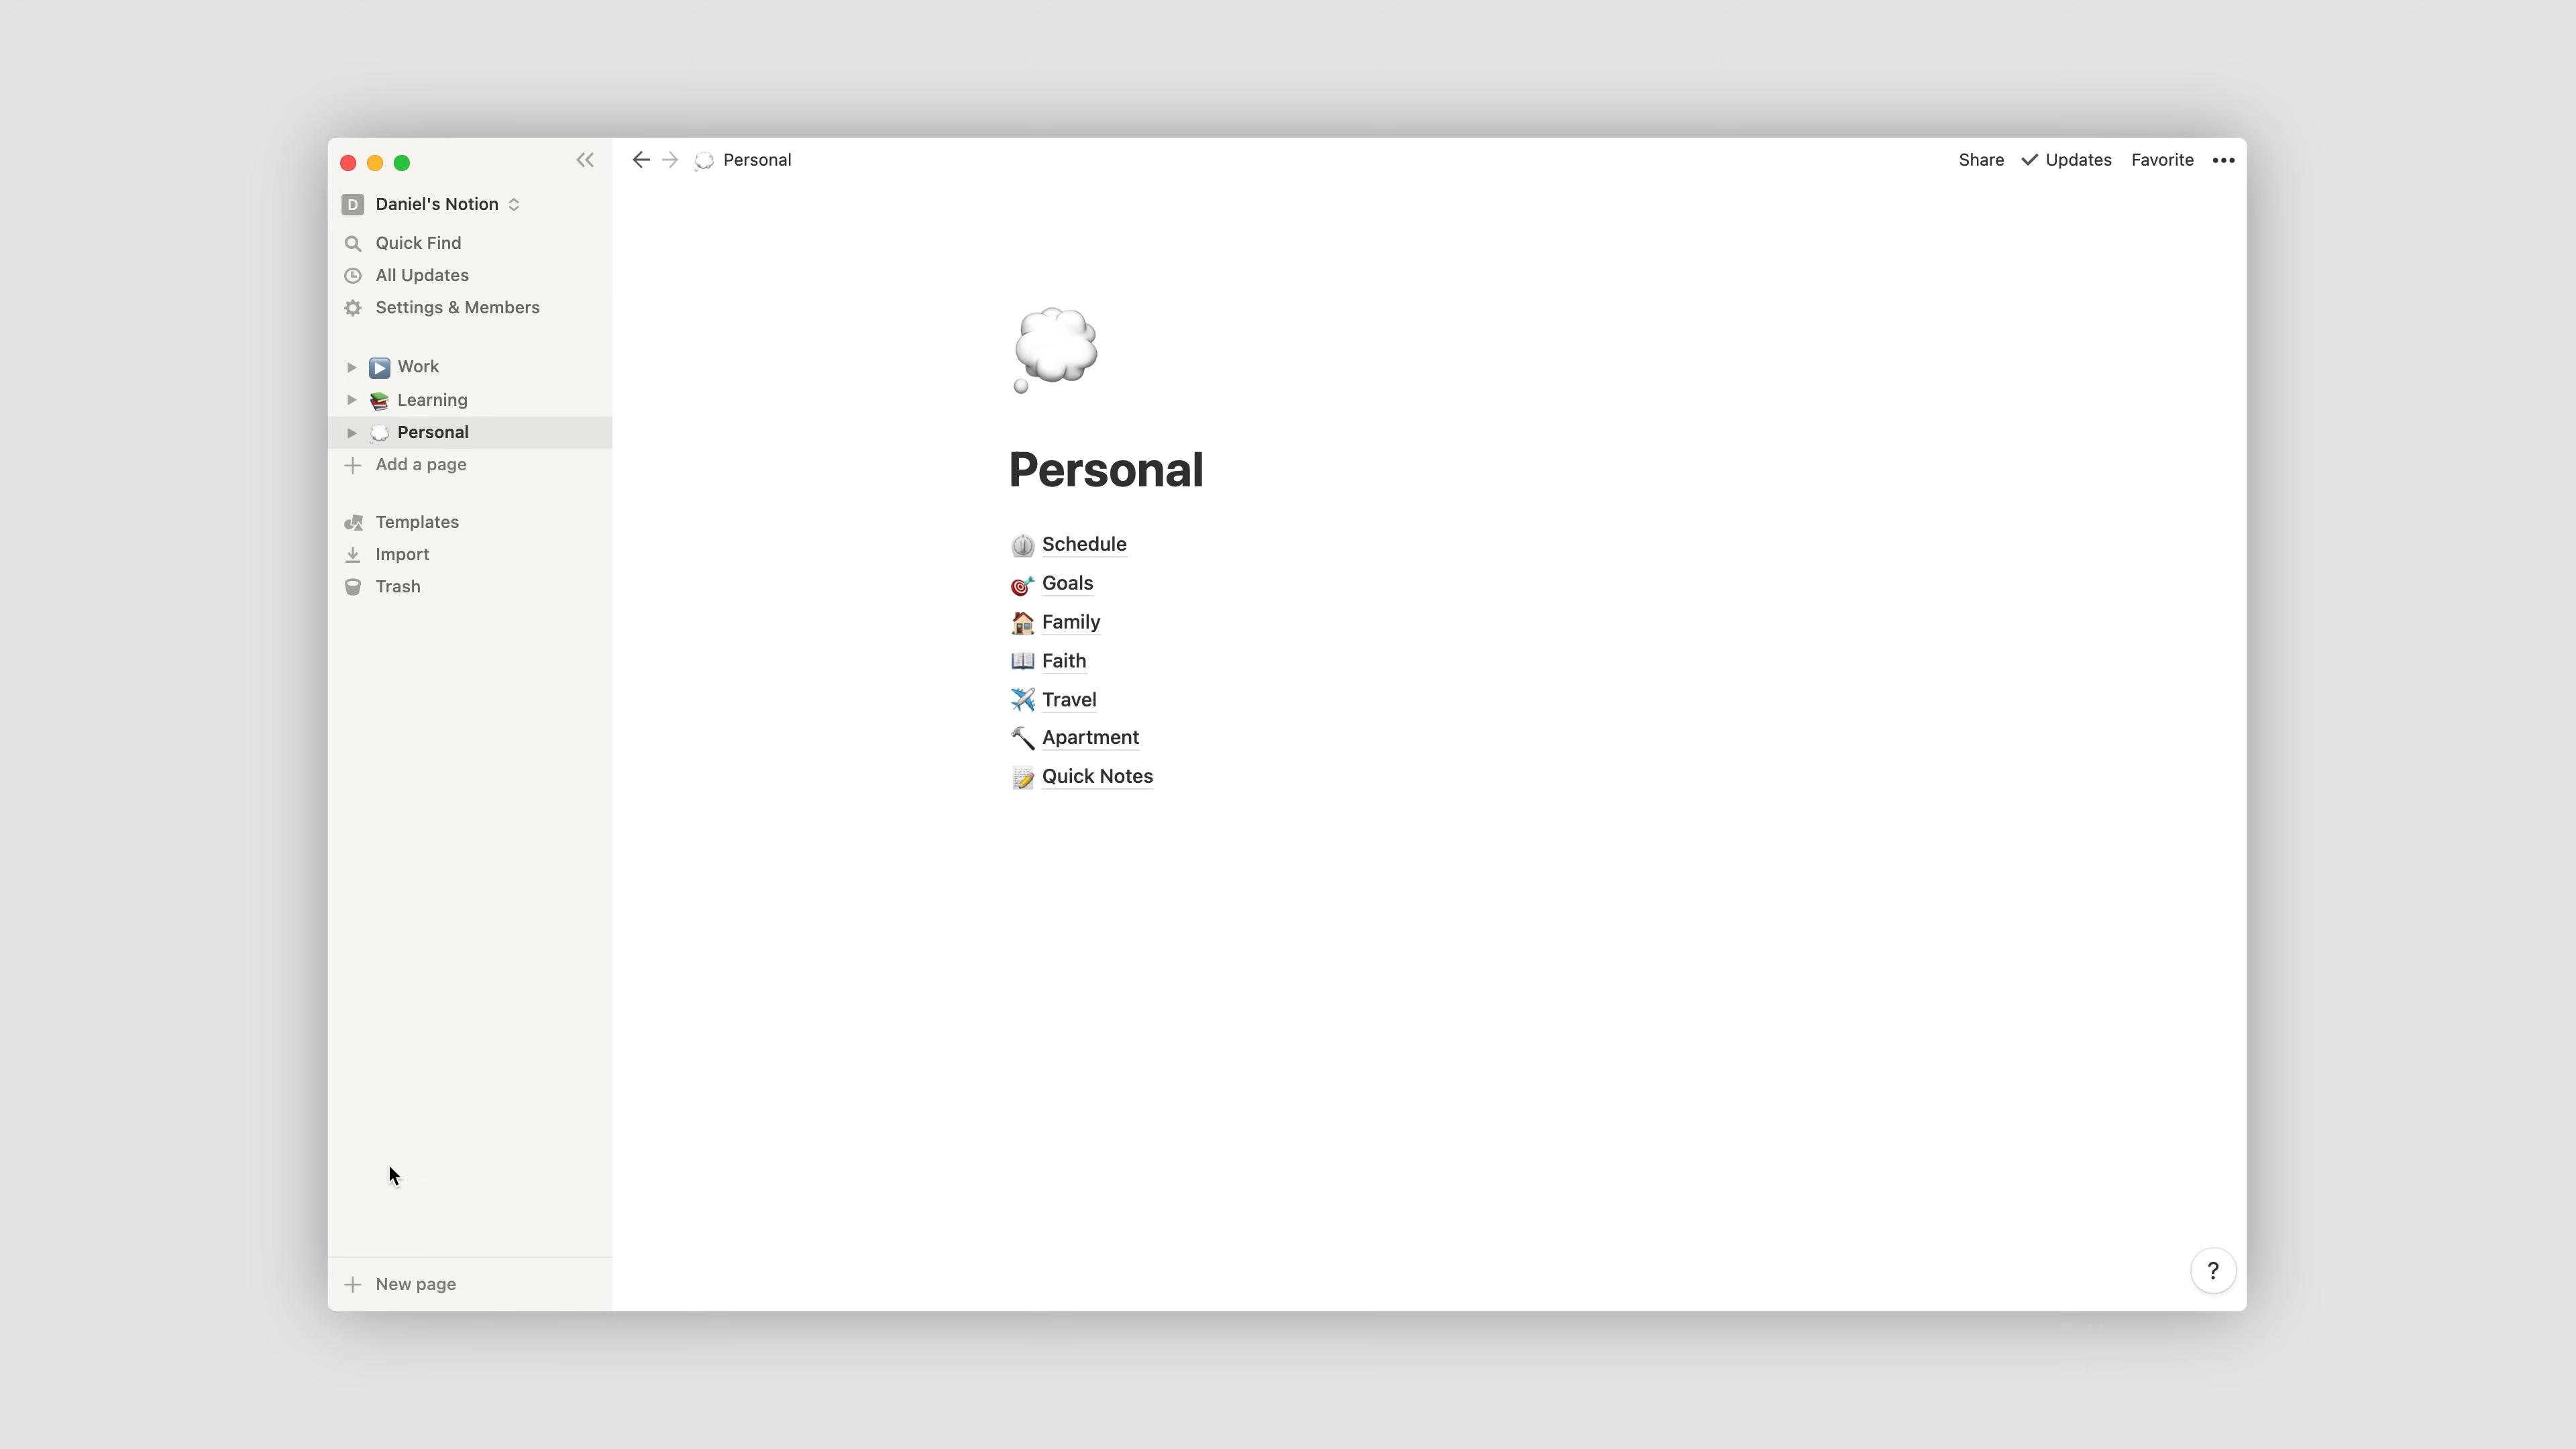 Personal
Share
Updates
Favorite
D
Daniel's Notion
Quick Find
All Updates
Settings & Members
Work
Learning
Personal
Add a page
Templates
Import
Trash
New page
Personal
Schedule
Goals
Family
Faith
Travel
Apartment
Quick Notes
?